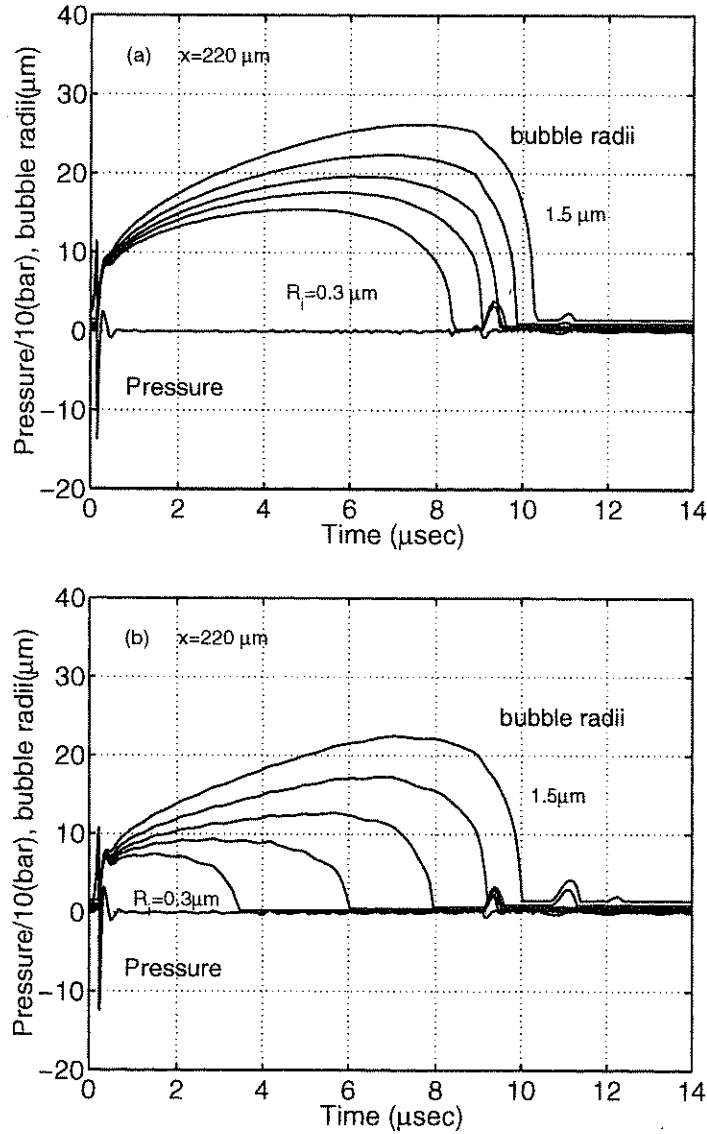 40
30
20
10
0
−10
−20
Pressure/10(bar), bubble radii(μm)
(a) x=220 μm
bubble radii
1.5 μm
R_i=0.3 μm
Pressure
0 2 4 6 8 10 12 14
Time (μsec)
40
30
20
10
0
−10
−20
Pressure/10(bar), bubble radii(μm)
(b) x=220 μm
bubble radii
1.5μm
R_i=0.3μm
Pressure
0 2 4 6 8 10 12 14
Time (μsec)